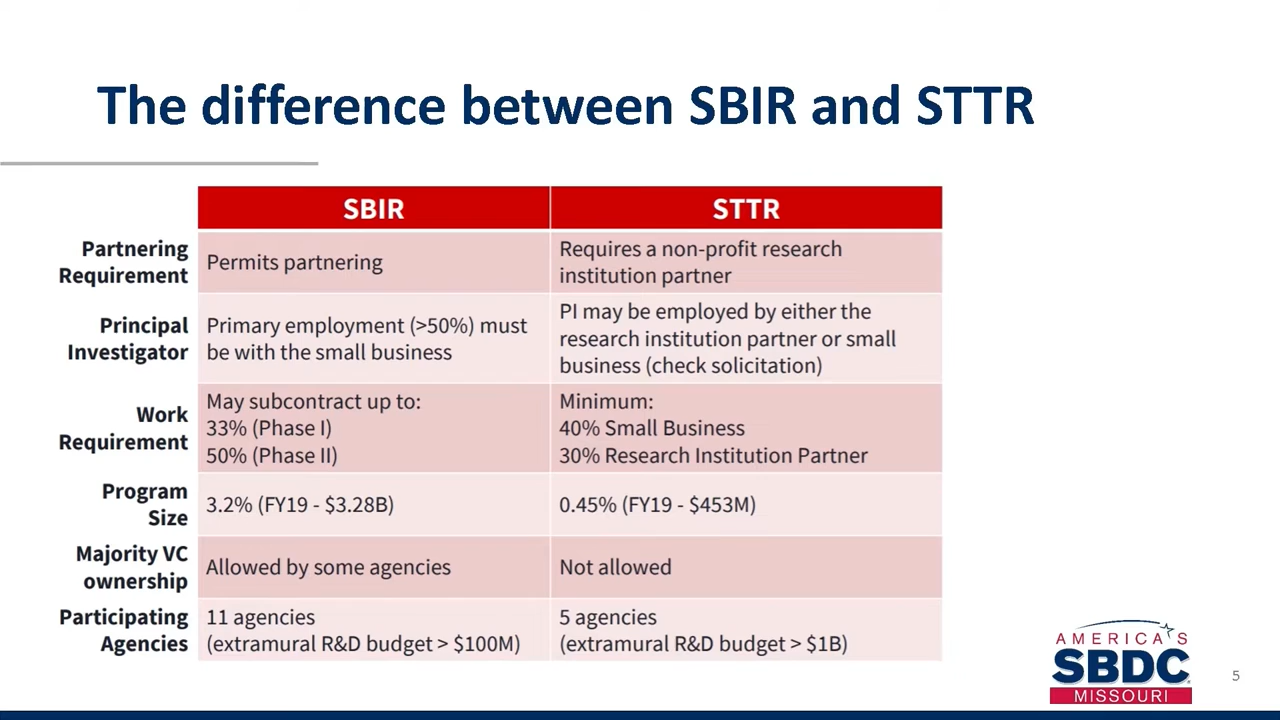 The difference between SBIR and STTR
SBIR
STTR
Partnering
Requirement
Permits partnering
Requires a non-profit research
institution partner
Principal
Investigator
Primary employment (>50%) must
be with the small business
PI may be employed by either the
research institution partner or small
business (check solicitation)
Work
Requirement
May subcontract up to:
33% (Phase I)
50% (Phase II)
Minimum:
40% Small Business
30% Research Institution Partner
Program
Size
3.2% (FY19 - $3.28B)
0.45% (FY19 - $453M)
Majority VC
ownership
Allowed by some agencies
Not allowed
Participating
Agencies
11 agencies
(extramural R&D budget > $100M)
5 agencies
(extramural R&D budget > $1B)
AMERICA'S
SBDC
MISSOURI
5